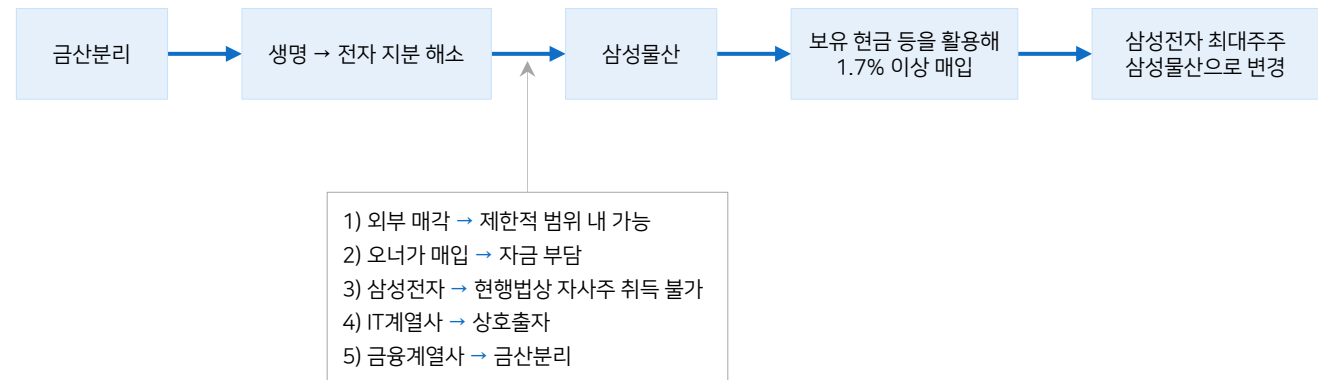 금산분리
생명 → 전자 지분 해소
삼성물산
보유 현금 등을 활용해
1.7% 이상 매입
삼성전자 최대주주
삼성물산으로 변경
1) 외부 매각 → 제한적 범위 내 가능
2) 오너가 매입 → 자금 부담
3) 삼성전자 → 현행법상 자사주 취득 불가
4) IT계열사 → 상호출자
5) 금융계열사 → 금산분리